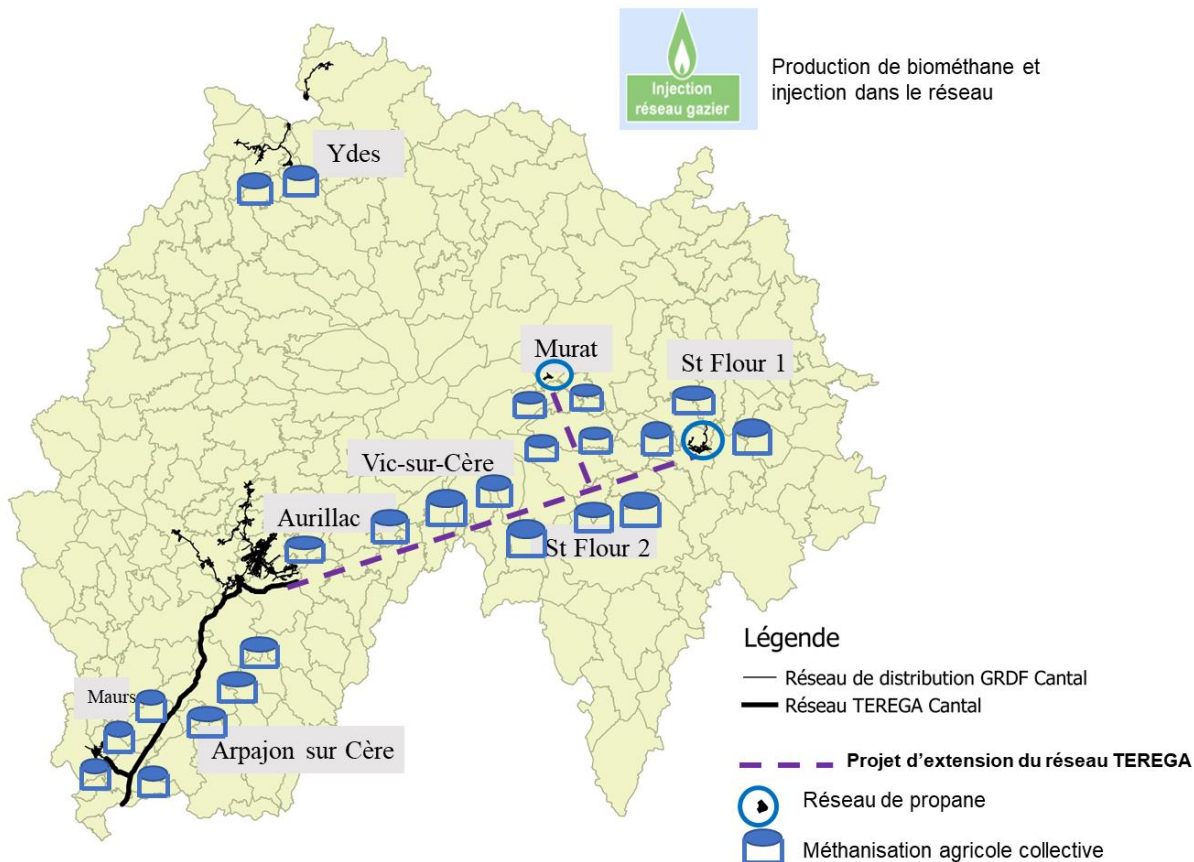 Injection
réseau gazier
Production de biométhane et
injection dans le réseau
Ydes
Murat
St Flour 1
Vic-sur-Cère
Aurillac
St Flour 2
Maurs
Arpajon sur Cère
Légende
Réseau de distribution GRDF Cantal
Réseau TEREGA Cantal
Projet d'extension du réseau TEREGA
Réseau de propane
Méthanisation agricole collective